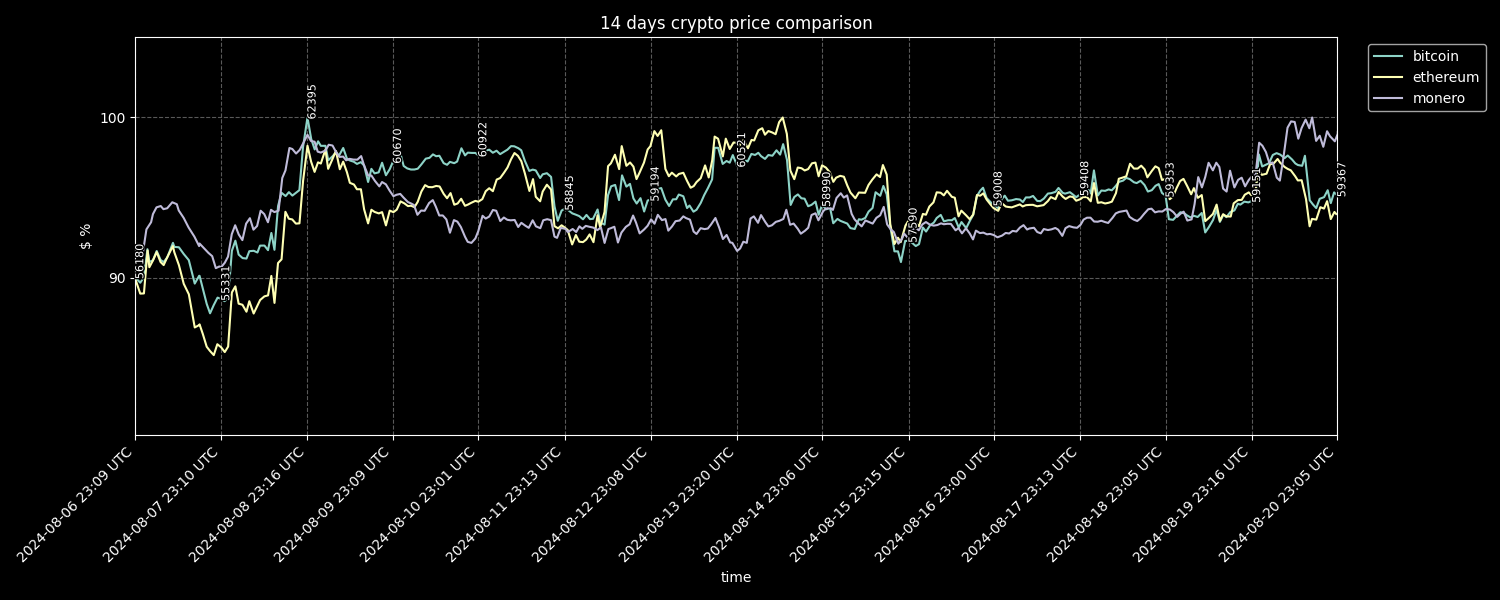 14 days crypto price comparison
bitcoin
ethereum
monero
100
90
$ %
56180
55331
62395
60670
60922
58845
59194
60521
58990
57590
59008
59408
59353
59151
59367
2024-08-06 23:09 UTC
2024-08-07 23:10 UTC
2024-08-08 23:16 UTC
2024-08-09 23:09 UTC
2024-08-10 23:01 UTC
2024-08-11 23:13 UTC
2024-08-12 23:08 UTC
2024-08-13 23:20 UTC
2024-08-14 23:06 UTC
2024-08-15 23:15 UTC
2024-08-16 23:00 UTC
2024-08-17 23:13 UTC
2024-08-18 23:05 UTC
2024-08-19 23:16 UTC
2024-08-20 23:05 UTC
time